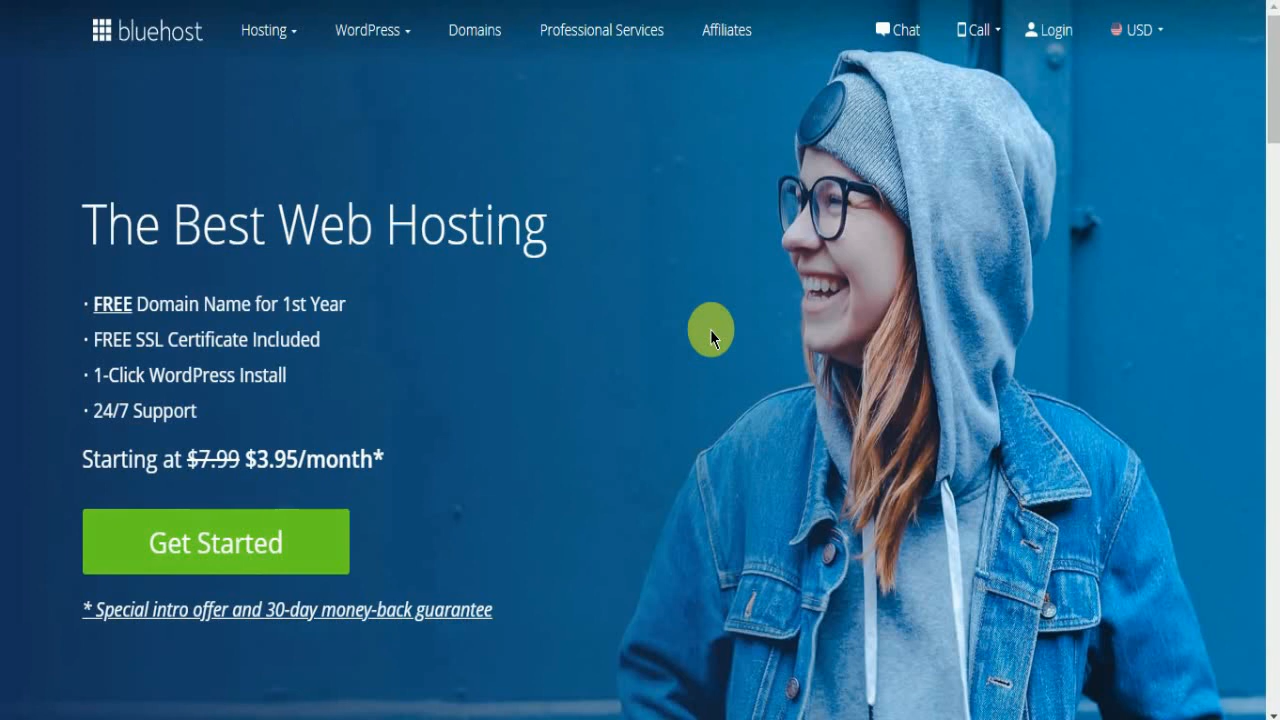 bluehost
Hosting
WordPress
Domains
Professional Services
Affiliates
Chat
Call
Login
USD
The Best Web Hosting
· FREE Domain Name for 1st Year
· FREE SSL Certificate Included
· 1-Click WordPress Install
· 24/7 Support
Starting at $7.99 $3.95/month*
Get Started
* Special intro offer and 30-day money-back guarantee